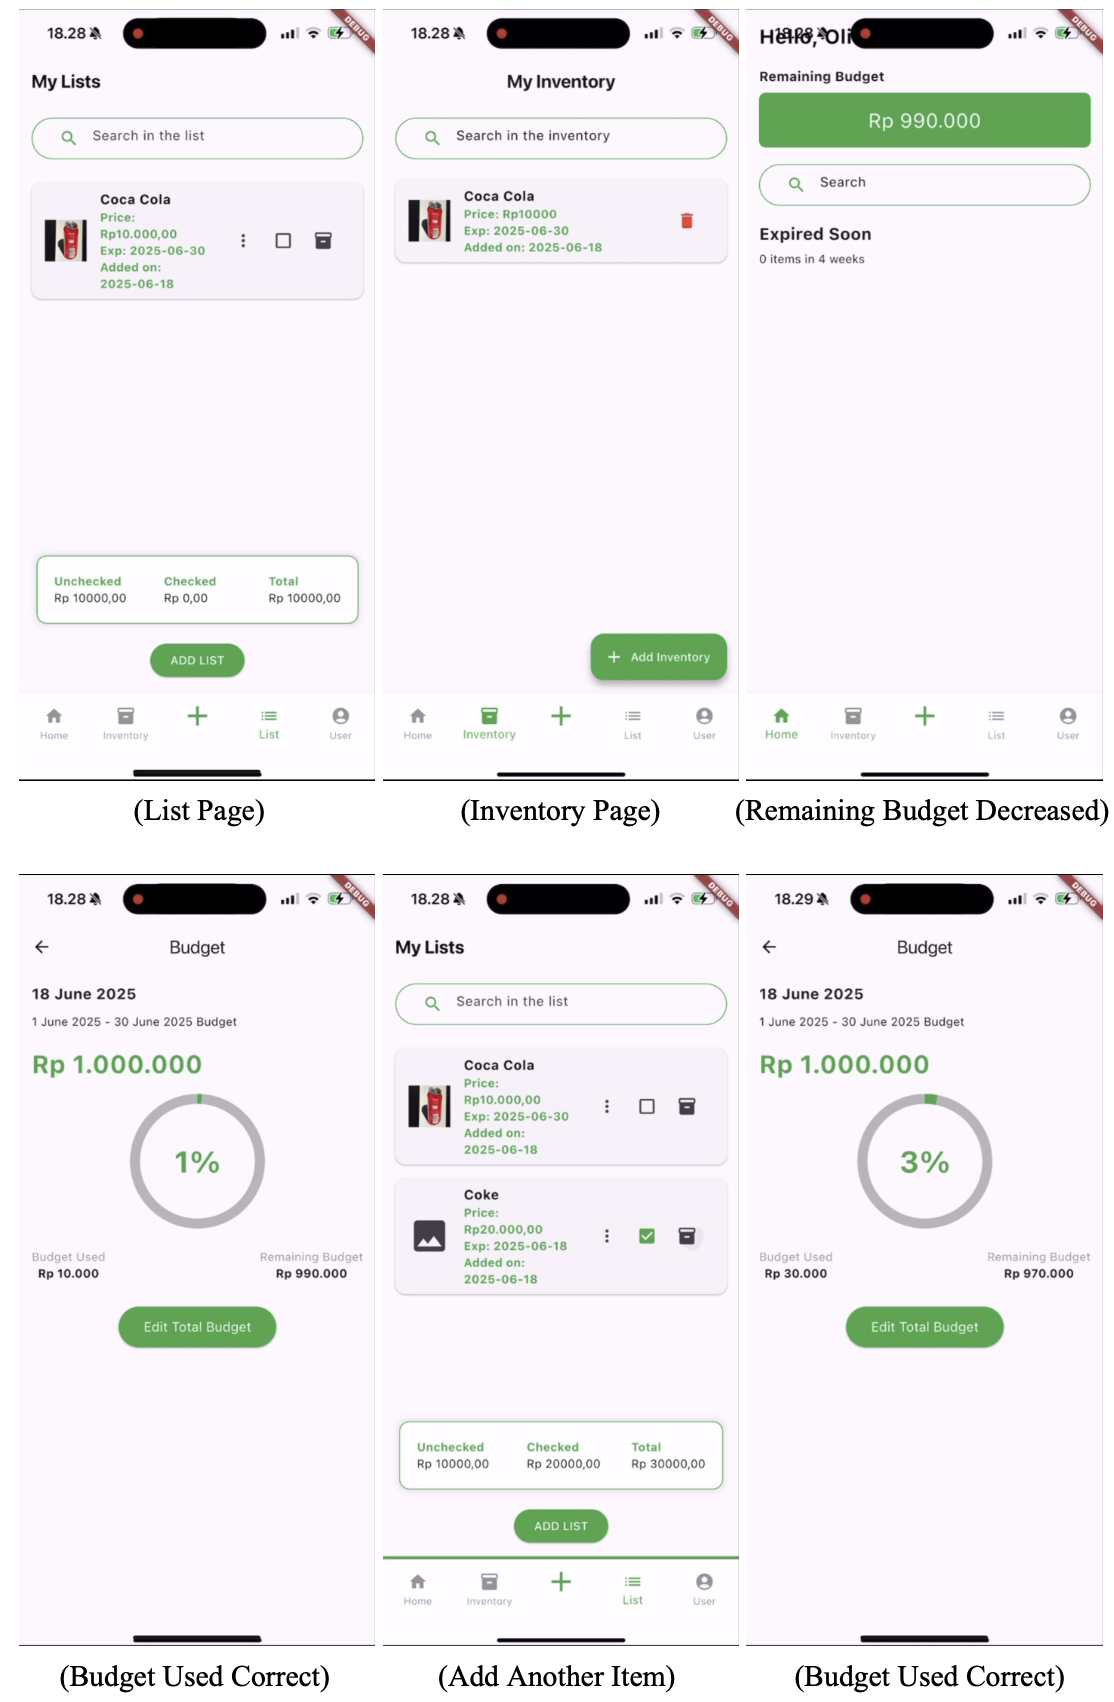 18.28
DEBUG
My Lists
Search in the list
Coca Cola
Price:
Rp10.000,00
Exp: 2025-06-30
Added on:
2025-06-18
Unchecked Checked Total
Rp 10000,00 Rp 0,00 Rp 10000,00
ADD LIST
Home Inventory List User
(List Page)
18.28
DEBUG
My Inventory
Search in the inventory
Coca Cola
Price: Rp10000
Exp: 2025-06-30
Added on: 2025-06-18
+ Add Inventory
Home Inventory List User
(Inventory Page)
18.28
DEBUG
Hello, Oli
Remaining Budget
Rp 990.000
Search
Expired Soon
0 items in 4 weeks
Home Inventory List User
(Remaining Budget Decreased)
18.28
DEBUG
Budget
18 June 2025
1 June 2025 - 30 June 2025 Budget
Rp 1.000.000
1%
Budget Used Remaining Budget
Rp 10.000 Rp 990.000
Edit Total Budget
(Budget Used Correct)
18.28
DEBUG
My Lists
Search in the list
Coca Cola
Price:
Rp10.000,00
Exp: 2025-06-30
Added on:
2025-06-18
Coke
Price:
Rp20.000,00
Exp: 2025-06-18
Added on:
2025-06-18
Unchecked Checked Total
Rp 10000,00 Rp 20000,00 Rp 30000,00
ADD LIST
Home Inventory List User
(Add Another Item)
18.29
DEBUG
Budget
18 June 2025
1 June 2025 - 30 June 2025 Budget
Rp 1.000.000
3%
Budget Used Remaining Budget
Rp 30.000 Rp 970.000
Edit Total Budget
(Budget Used Correct)